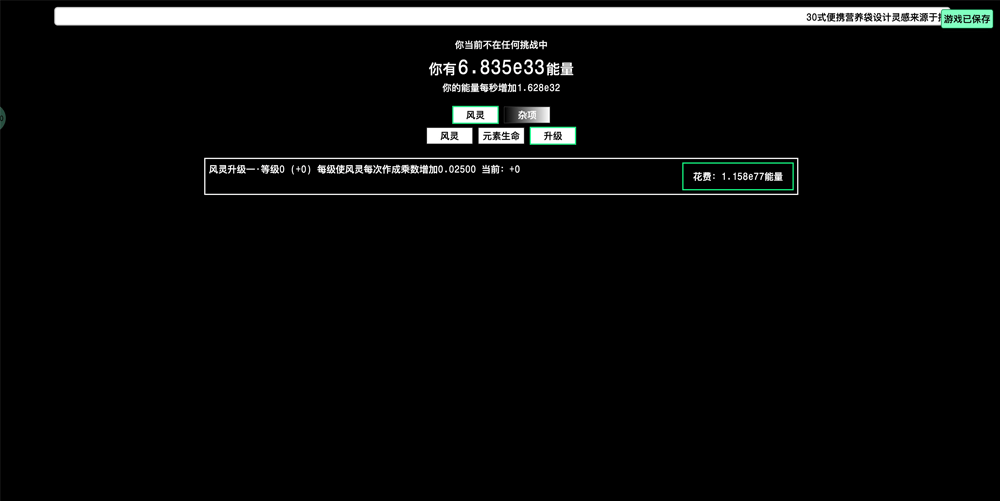 30式便携营养袋设计灵感来源于
游戏已保存
你当前不在任何挑战中
你有6.835e33能量
你的能量每秒增加1.628e32
风灵 杂项
风灵 元素生命 升级
风灵升级一·等级0 (+0) 每级使风灵每次作成乘数增加0.02500 当前: +0
花费: 1.158e77能量